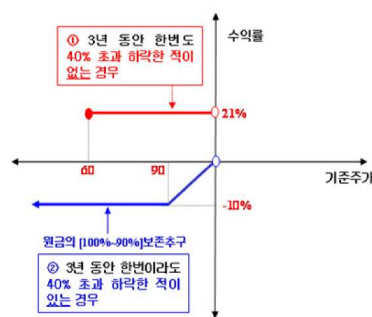 ① 3년 동안 한번도
40% 초과 하락한 적이
없는 경우
수익률
21%
60
90
기준주가
-10%
원금의 [100%~90%]보존추구
② 3년 동안 한번이라도
40% 초과 하락한 적이
있는 경우